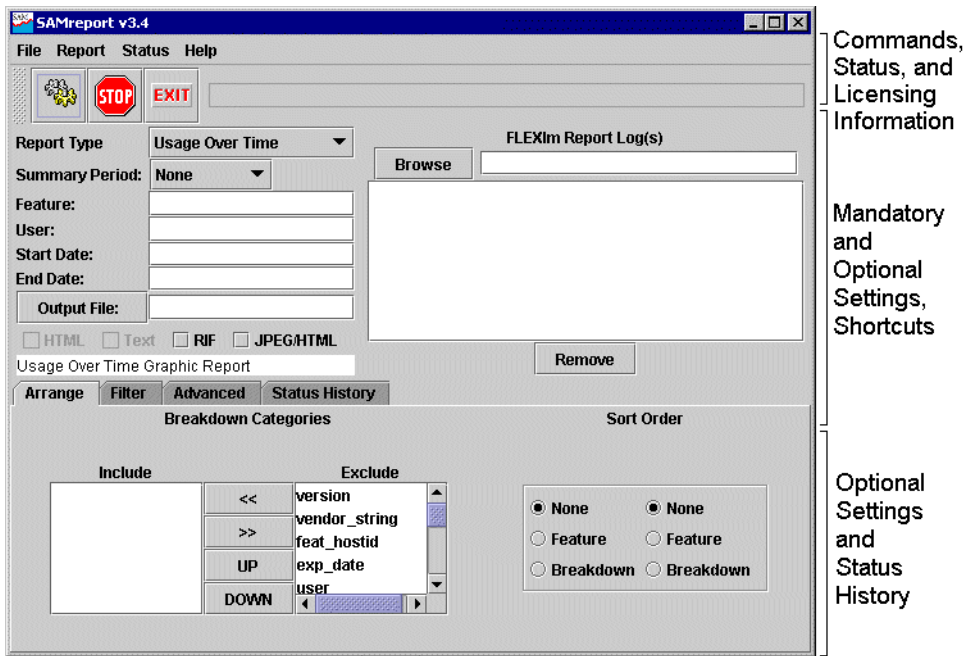 SAMreport v3.4
File Report Status Help
STOP
EXIT
Report Type
Usage Over Time
Summary Period:
None
Feature:
User:
Start Date:
End Date:
Output File:
HTML
Text
RIF
JPEG/HTML
Usage Over Time Graphic Report
FLEXlm Report Log(s)
Browse
Remove
Arrange
Filter
Advanced
Status History
Breakdown Categories
Include
Exclude
<<
>>
UP
DOWN
version
vendor_string
feat_hostid
exp_date
user
Sort Order
None
Feature
Breakdown
None
Feature
Breakdown
Commands,
Status, and
Licensing
Information
Mandatory
and
Optional
Settings,
Shortcuts
Optional
Settings
and
Status
History